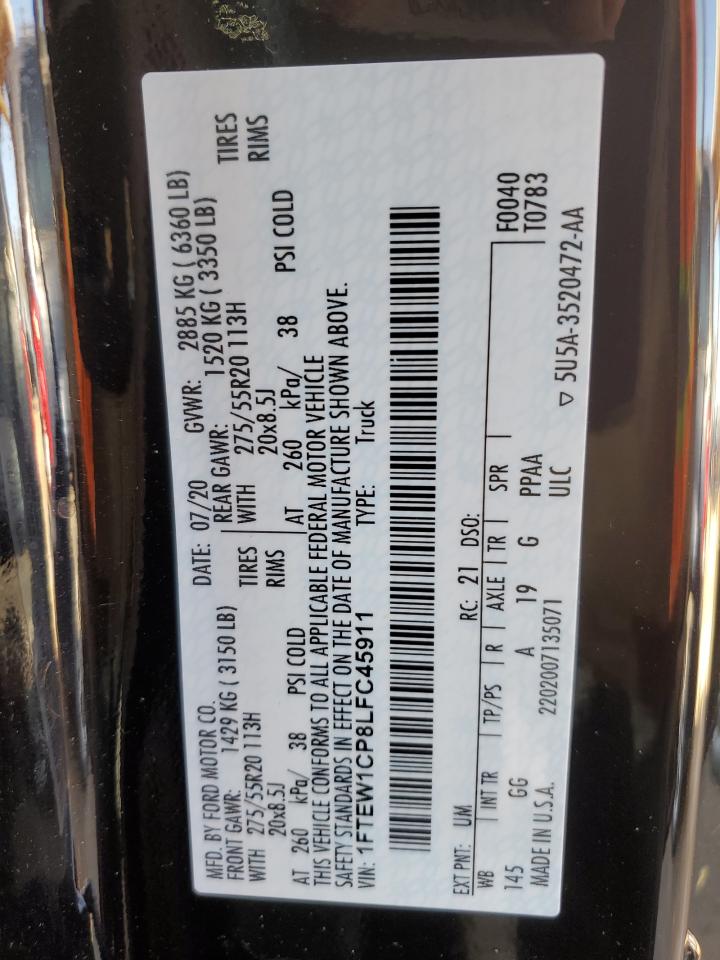 MFD. BY FORD MOTOR CO.
DATE: 07/20 GVWR: 2885 KG ( 6360 LB)
FRONT GAWR: 1429 KG ( 3150 LB) REAR GAWR: 1520 KG ( 3350 LB)
WITH 275/55R20 113H TIRES WITH 275/55R20 113H TIRES
20x8.5J RIMS 20x8.5J RIMS
AT 260 kPa/ 38 PSI COLD AT 260 kPa/ 38 PSI COLD
THIS VEHICLE CONFORMS TO ALL APPLICABLE FEDERAL MOTOR VEHICLE
SAFETY STANDARDS IN EFFECT ON THE DATE OF MANUFACTURE SHOWN ABOVE.
VIN: 1FTEW1CP8LFC45911 TYPE: Truck
EXT PNT: UM RC: 21 DSO:
WB INT TR TP/PS R AXLE TR SPR F0040
145 GG A 19 G PPAA T0783
MADE IN U.S.A. 2202007135071 ULC
▽ 5U5A-3520472-AA